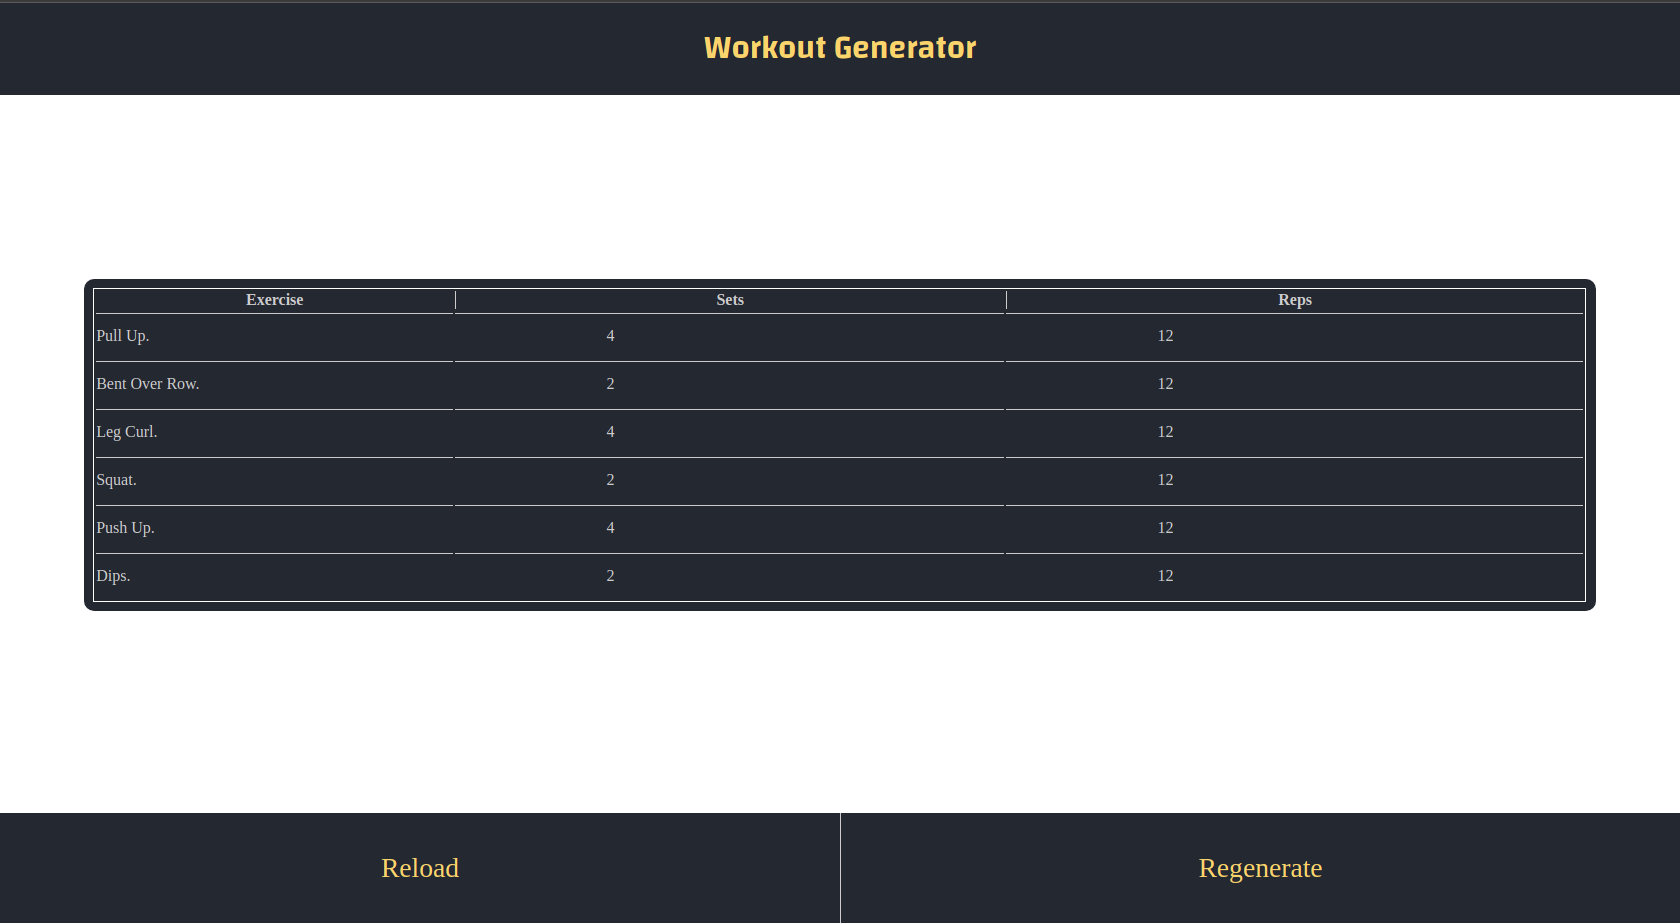 Workout Generator
Exercise Sets Reps
Pull Up. 4 12
Bent Over Row. 2 12
Leg Curl. 4 12
Squat. 2 12
Push Up. 4 12
Dips. 2 12
Reload Regenerate